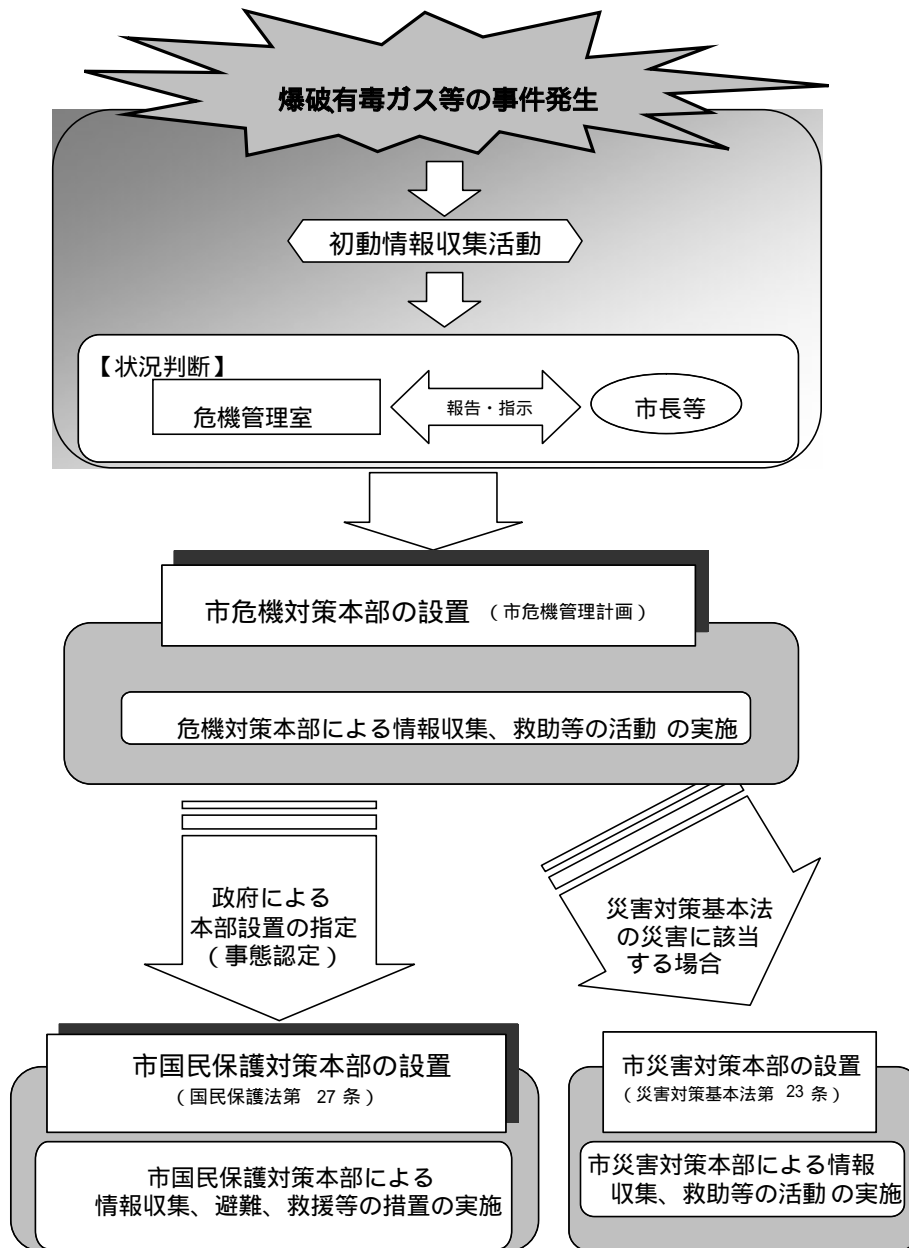 爆破、有毒ガス等の事件発生
初動情報収集活動
【状況判断】
危機管理室
報告・指示
市長等
市危機対策本部の設置 (市危機管理計画)
危機対策本部による情報収集、救助等の活動 の実施
政府による
本部設置の指定
(事態認定)
災害対策基本法
の災害に該当
する場合
市国民保護対策本部の設置
(国民保護法第 27 条)
市国民保護対策本部による
情報収集、避難、救援等の措置の実施
市災害対策本部の設置
(災害対策基本法第 23 条)
市災害対策本部による情報
収集、救助等の活動 の実施